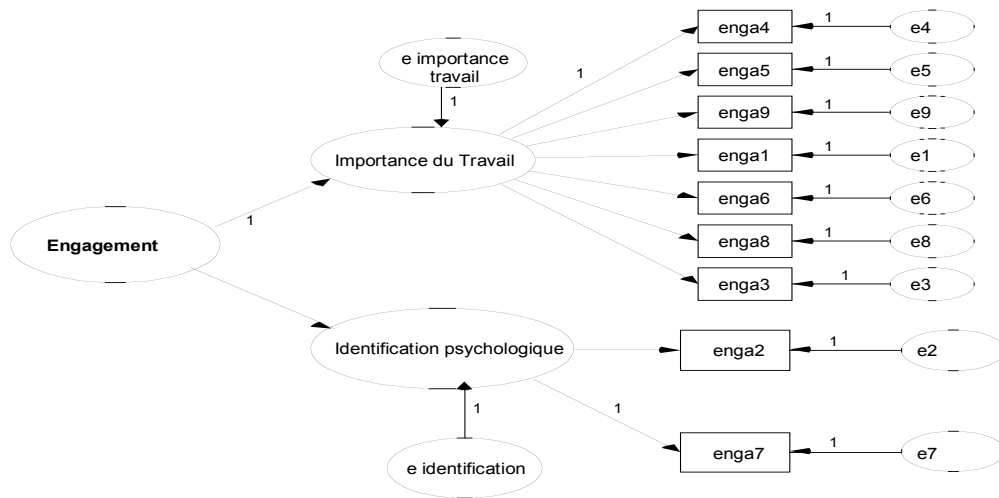 enga4
1
e4
e importance
travail
1
enga5
1
e5
1
enga9
1
e9
Importance du Travail
enga1
1
e1
enga6
1
e6
1
Engagement
enga8
1
e8
enga3
1
e3
Identification psychologique
enga2
1
e2
1
1
enga7
1
e7
e identification